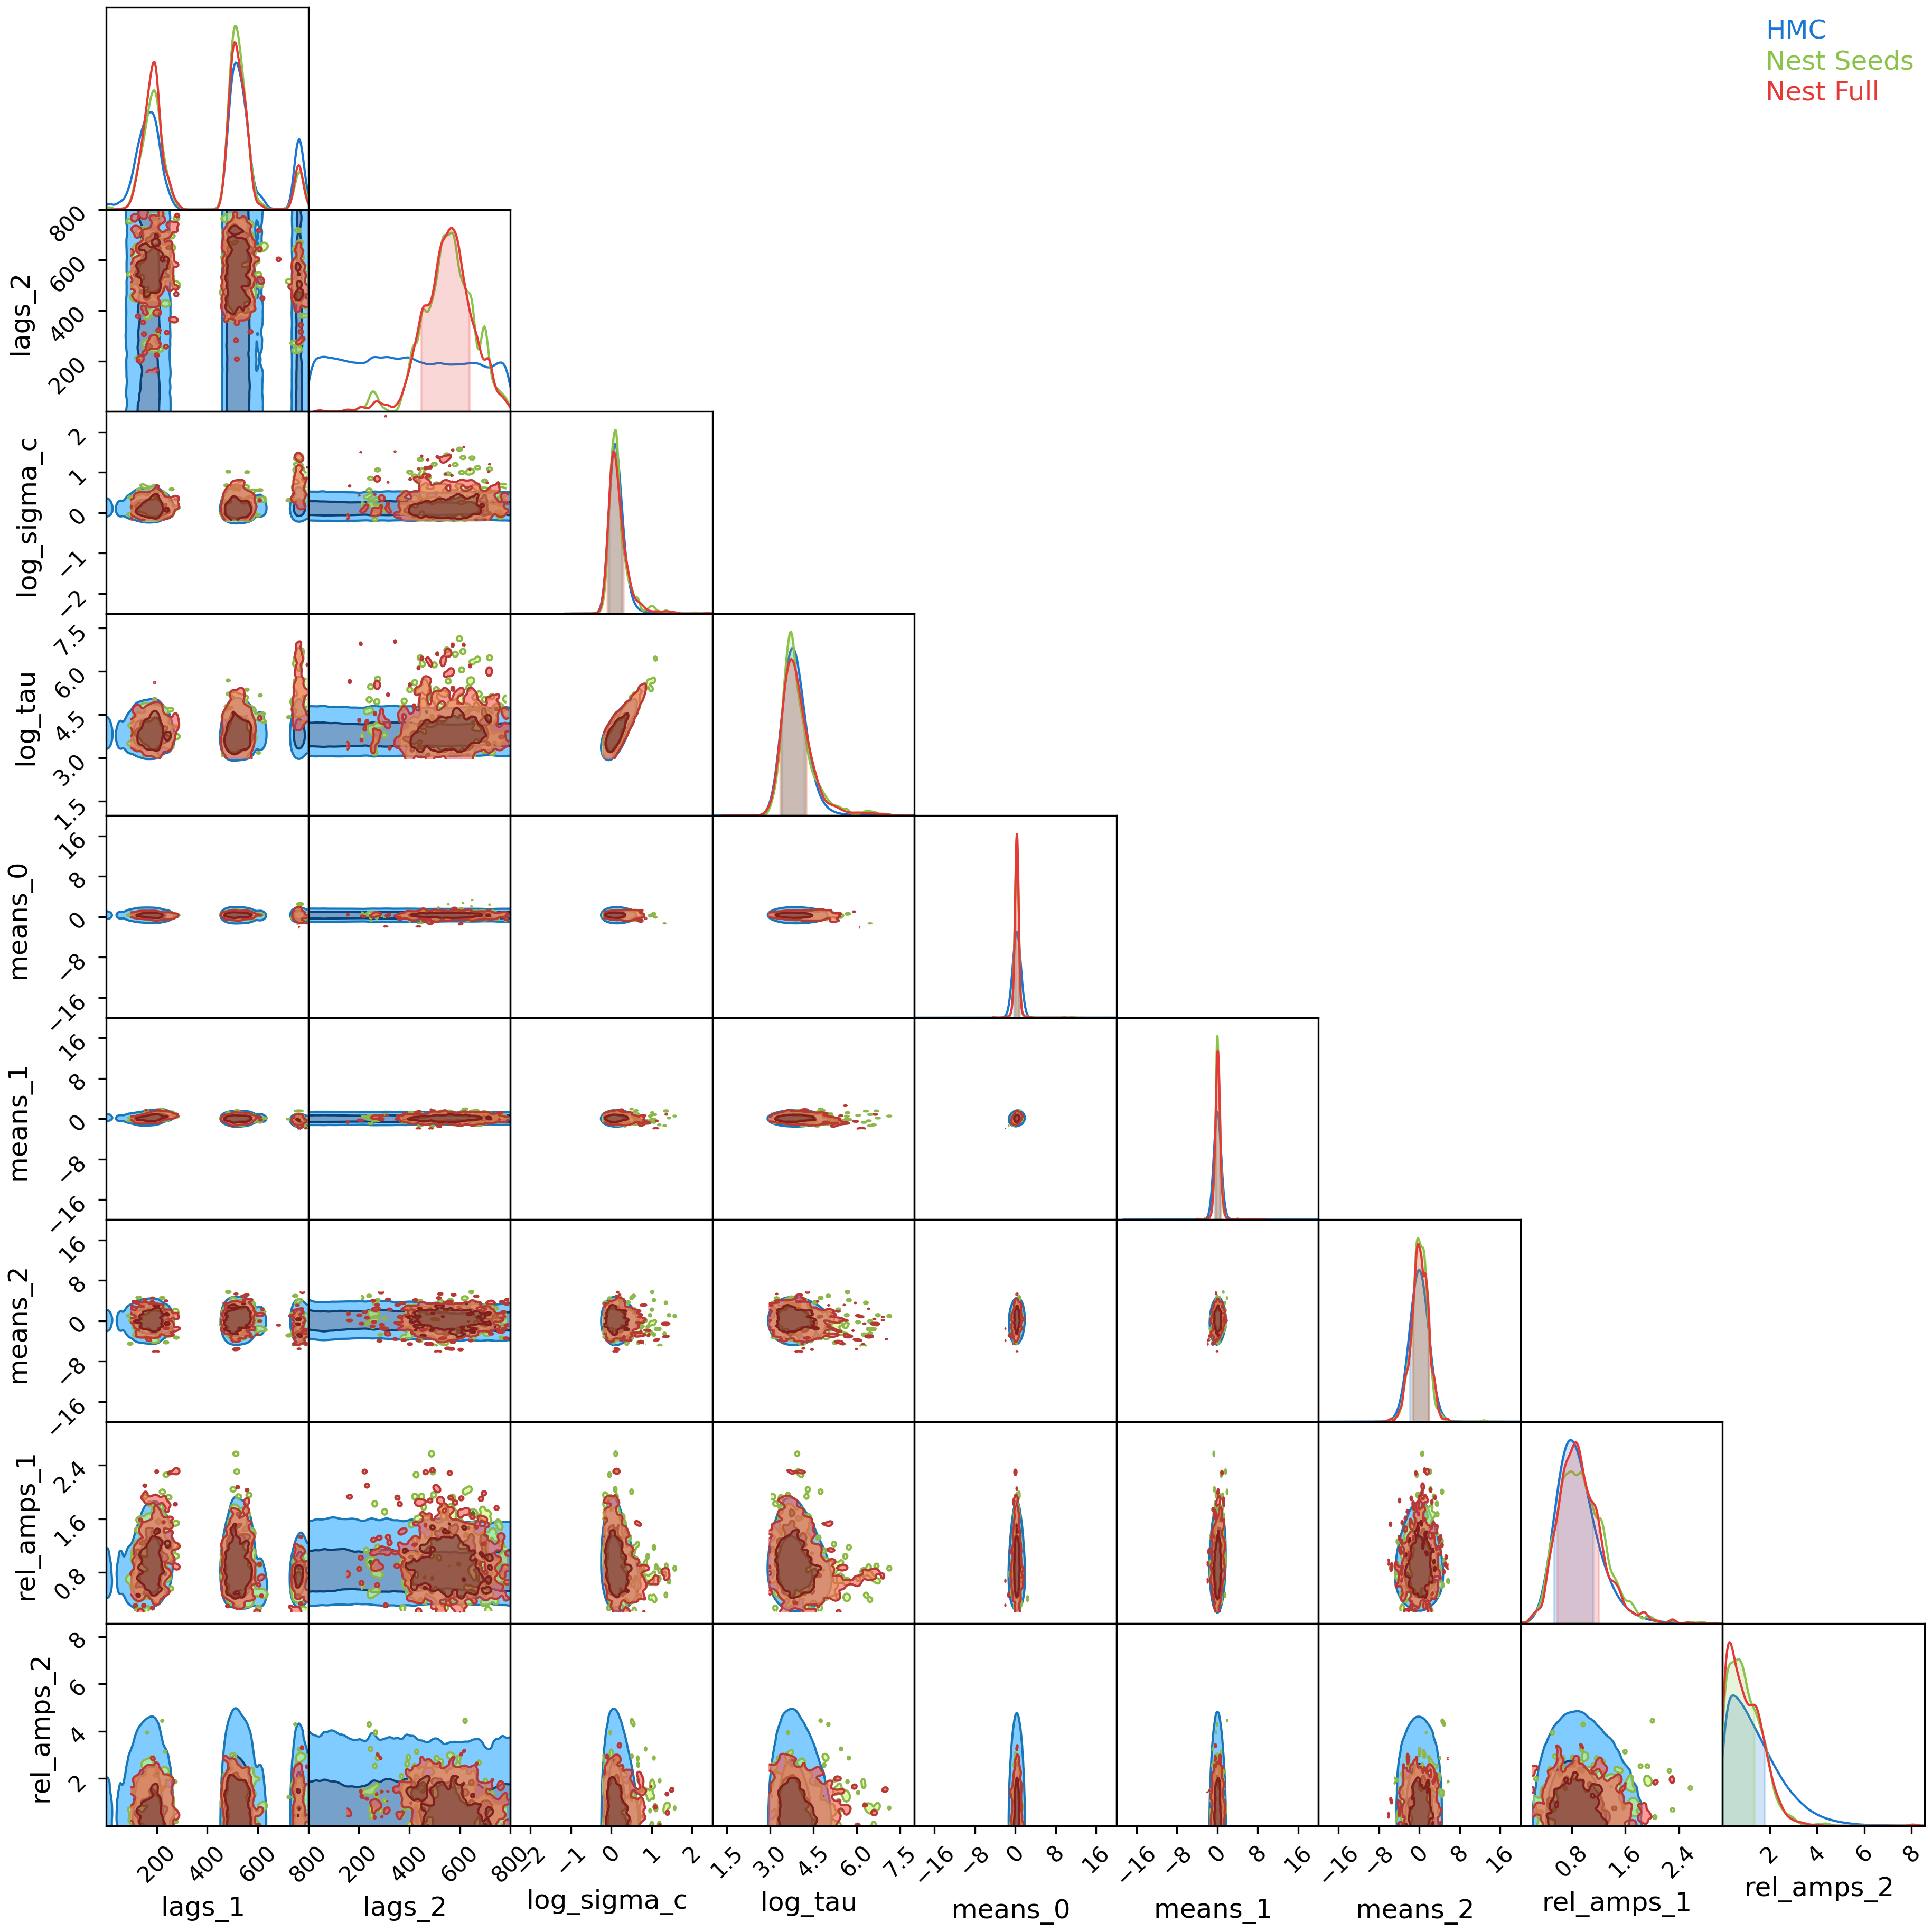 HMC
Nest Seeds
Nest Full
lags_2
800
600
400
200
log_sigma_c
2
1
0
−1
−2
log_tau
7.5
6.0
4.5
3.0
1.5
means_0
16
8
0
−8
−16
means_1
16
8
0
−8
−16
means_2
16
8
0
−8
−16
rel_amps_1
2.4
1.6
0.8
rel_amps_2
8
6
4
2
200 400 600 800 200 400 600 800 −2 −1 0 1 2 1.5 3.0 4.5 6.0 7.5 −16 −8 0 8 16 −16 −8 0 8 16 −16 −8 0 8 16 0.8 1.6 2.4 2 4 6 8
lags_1 lags_2 log_sigma_c log_tau means_0 means_1 means_2 rel_amps_1 rel_amps_2